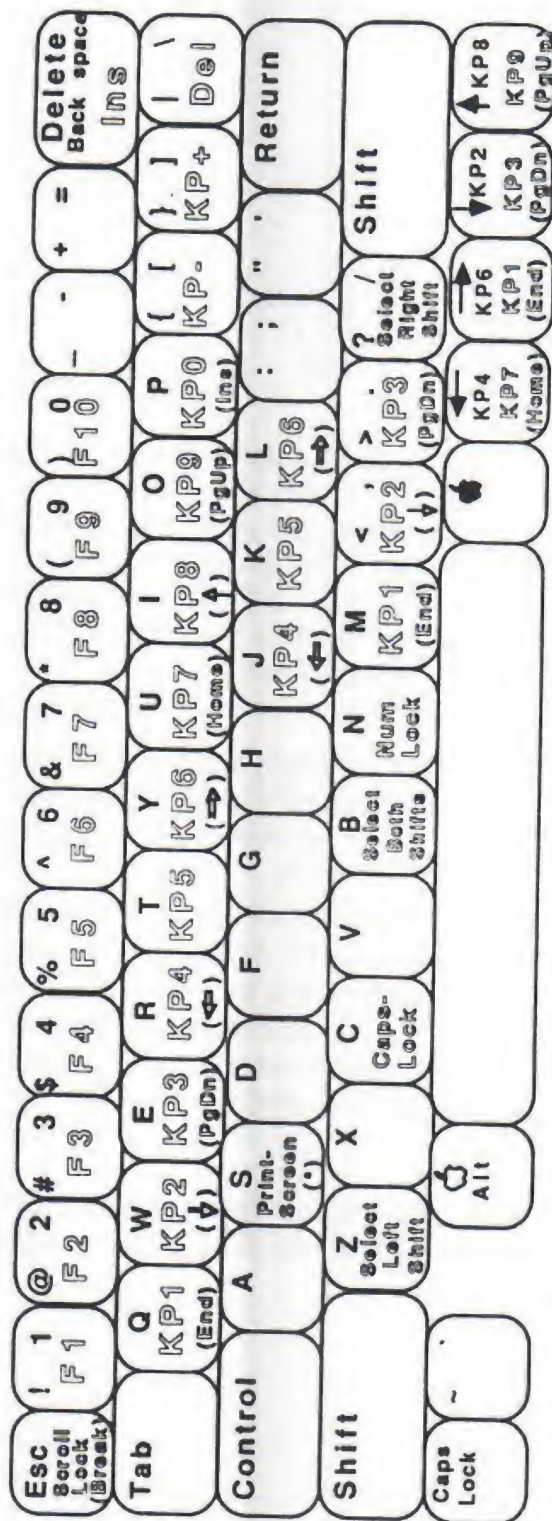 Esc
Scroll
Lock
(Break)
! 1
F1
@ 2
F2
# 3
F3
$ 4
F4
% 5
F5
^ 6
F6
& 7
F7
* 8
F8
( 9
F9
) 0
F10
_ -
+ =
Delete
Back space
Ins
Tab
Q
KP1
(End)
W
KP2
(↓)
E
KP3
(PgDn)
R
KP4
(⇐)
T
KP5
Y
KP6
(⇒)
U
KP7
(Home)
I
KP8
(↑)
O
KP9
(PgUp)
P
KP0
(Ins)
{ [
KP-
} ]
KP+
| \
Del
Control
A
S
Print-
Screen
(*)
D
F
G
H
J
KP4
(⇐)
K
KP5
L
KP6
(⇒)
: ;
" '
Return
Shift
Z
Select
Left
Shift
X
C
Caps-
Lock
V
B
Select
Both
Shifts
N
Num
Lock
M
KP1
(End)
< ,
KP2
(↓)
> .
KP3
(PgDn)
? /
Select
Right
Shift
Shift
Caps
Lock
~ `
Alt
←
KP4
KP7
(Home)
→
KP6
KP1
(End)
↓ KP2
KP3
(PgDn)
↑ KP8
KP9
(PgUp)